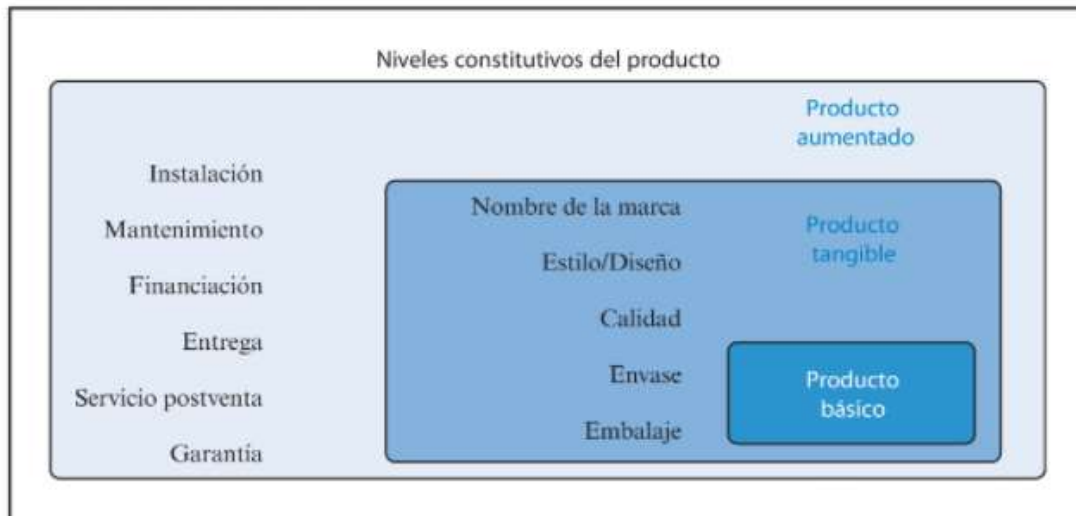 Niveles constitutivos del producto
Producto
aumentado
Instalación
Mantenimiento
Financiación
Entrega
Servicio postventa
Garantía
Nombre de la marca
Estilo/Diseño
Calidad
Envase
Embalaje
Producto
tangible
Producto
básico